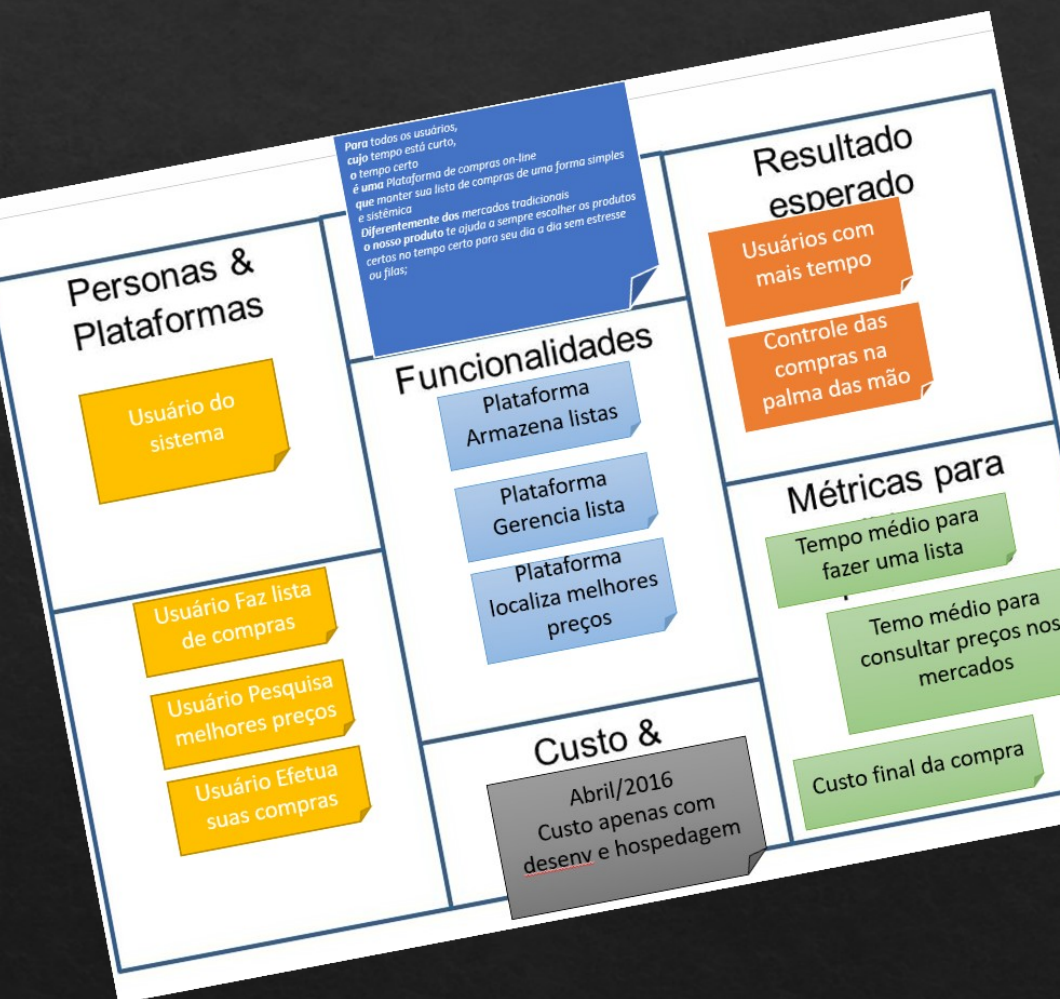 Personas &
Plataformas
Usuário do
sistema
Usuário Faz lista
de compras
Usuário Pesquisa
melhores preços
Usuário Efetua
suas compras
Para todos os usuários,
cujo tempo está curto,
o tempo certo
é uma Plataforma de compras on-line
que manter sua lista de compras de uma forma simples
e sistêmica
Diferentemente dos mercados tradicionais
o nosso produto te ajuda a sempre escolher os produtos
certos no tempo certo para seu dia a dia sem estresse
ou filas;
Funcionalidades
Plataforma
Armazena listas
Plataforma
Gerencia lista
Plataforma
localiza melhores
preços
Custo &
Abril/2016
Custo apenas com
desenv e hospedagem
Resultado
esperado
Usuários com
mais tempo
Controle das
compras na
palma das mão
Métricas para
Tempo médio para
fazer uma lista
Temo médio para
consultar preços nos
mercados
Custo final da compra